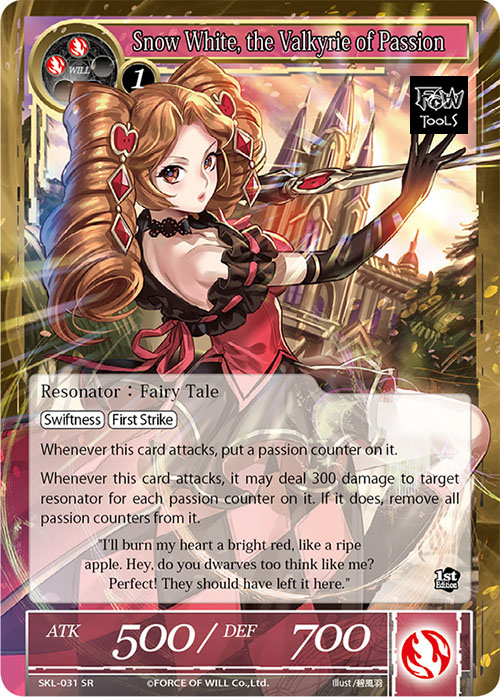 Snow White, the Valkyrie of Passion
WILL
1
FOW
TOOLS
Resonator : Fairy Tale
Swiftness First Strike
Whenever this card attacks, put a passion counter on it.
Whenever this card attacks, it may deal 300 damage to target
resonator for each passion counter on it. If it does, remove all
passion counters from it.
"I'll burn my heart a bright red, like a ripe
apple. Hey, do you dwarves too think like me?
Perfect! They should have left it here."
1st
Edition
ATK 500/ DEF 700
SKL-031 SR ©FORCE OF WILL Co.,Ltd. Illust/碧風羽